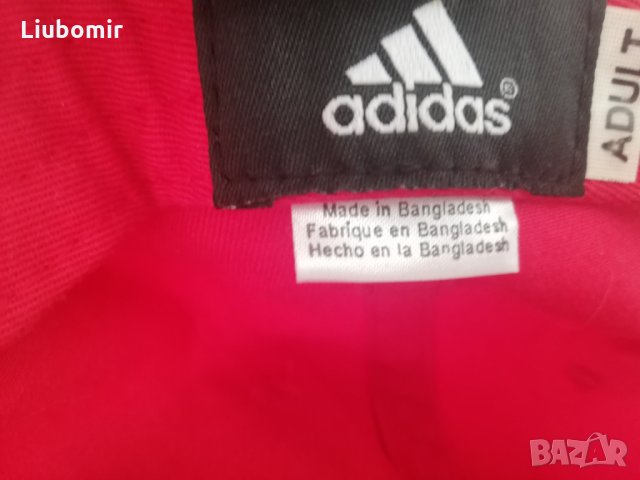 Liubomir
adidas®
ADULT
Made in Bangladesh
Fabrique en Bangladesh
Hecho en la Bangladesh
BAZAR